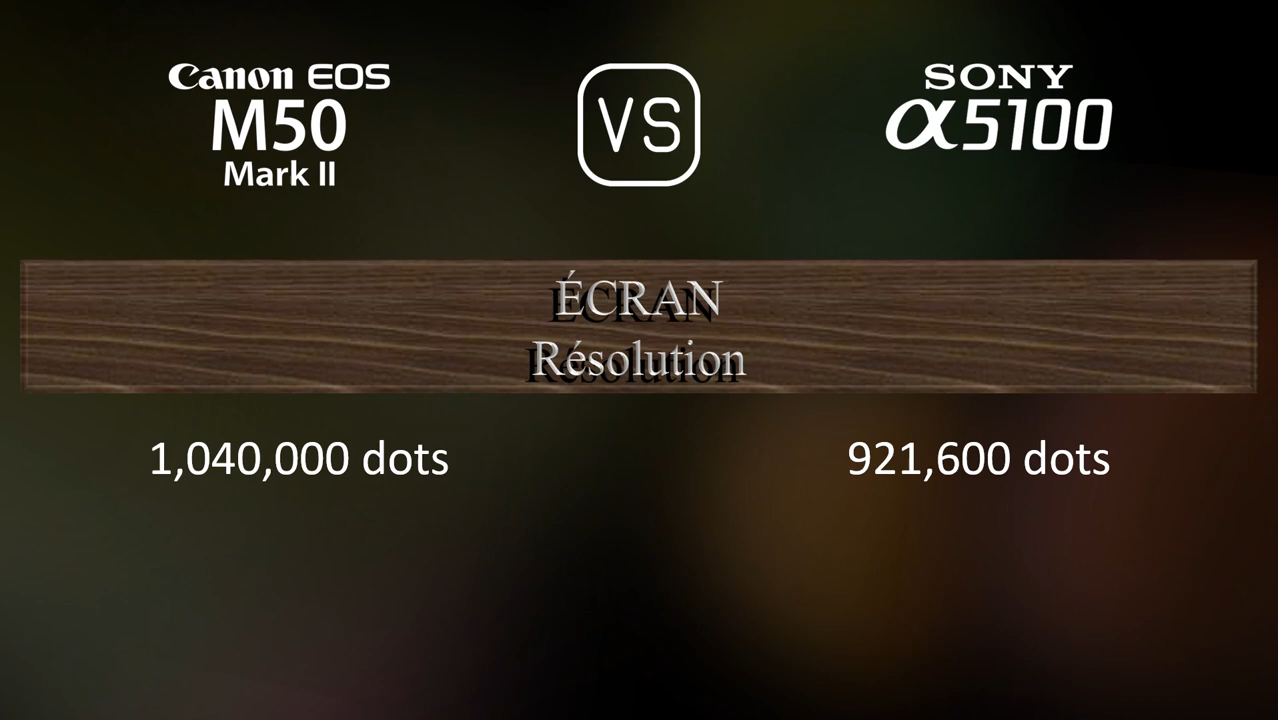 Canon EOS
M50
Mark II
VS
SONY
α5100
ÉCRAN
Résolution
1,040,000 dots
921,600 dots